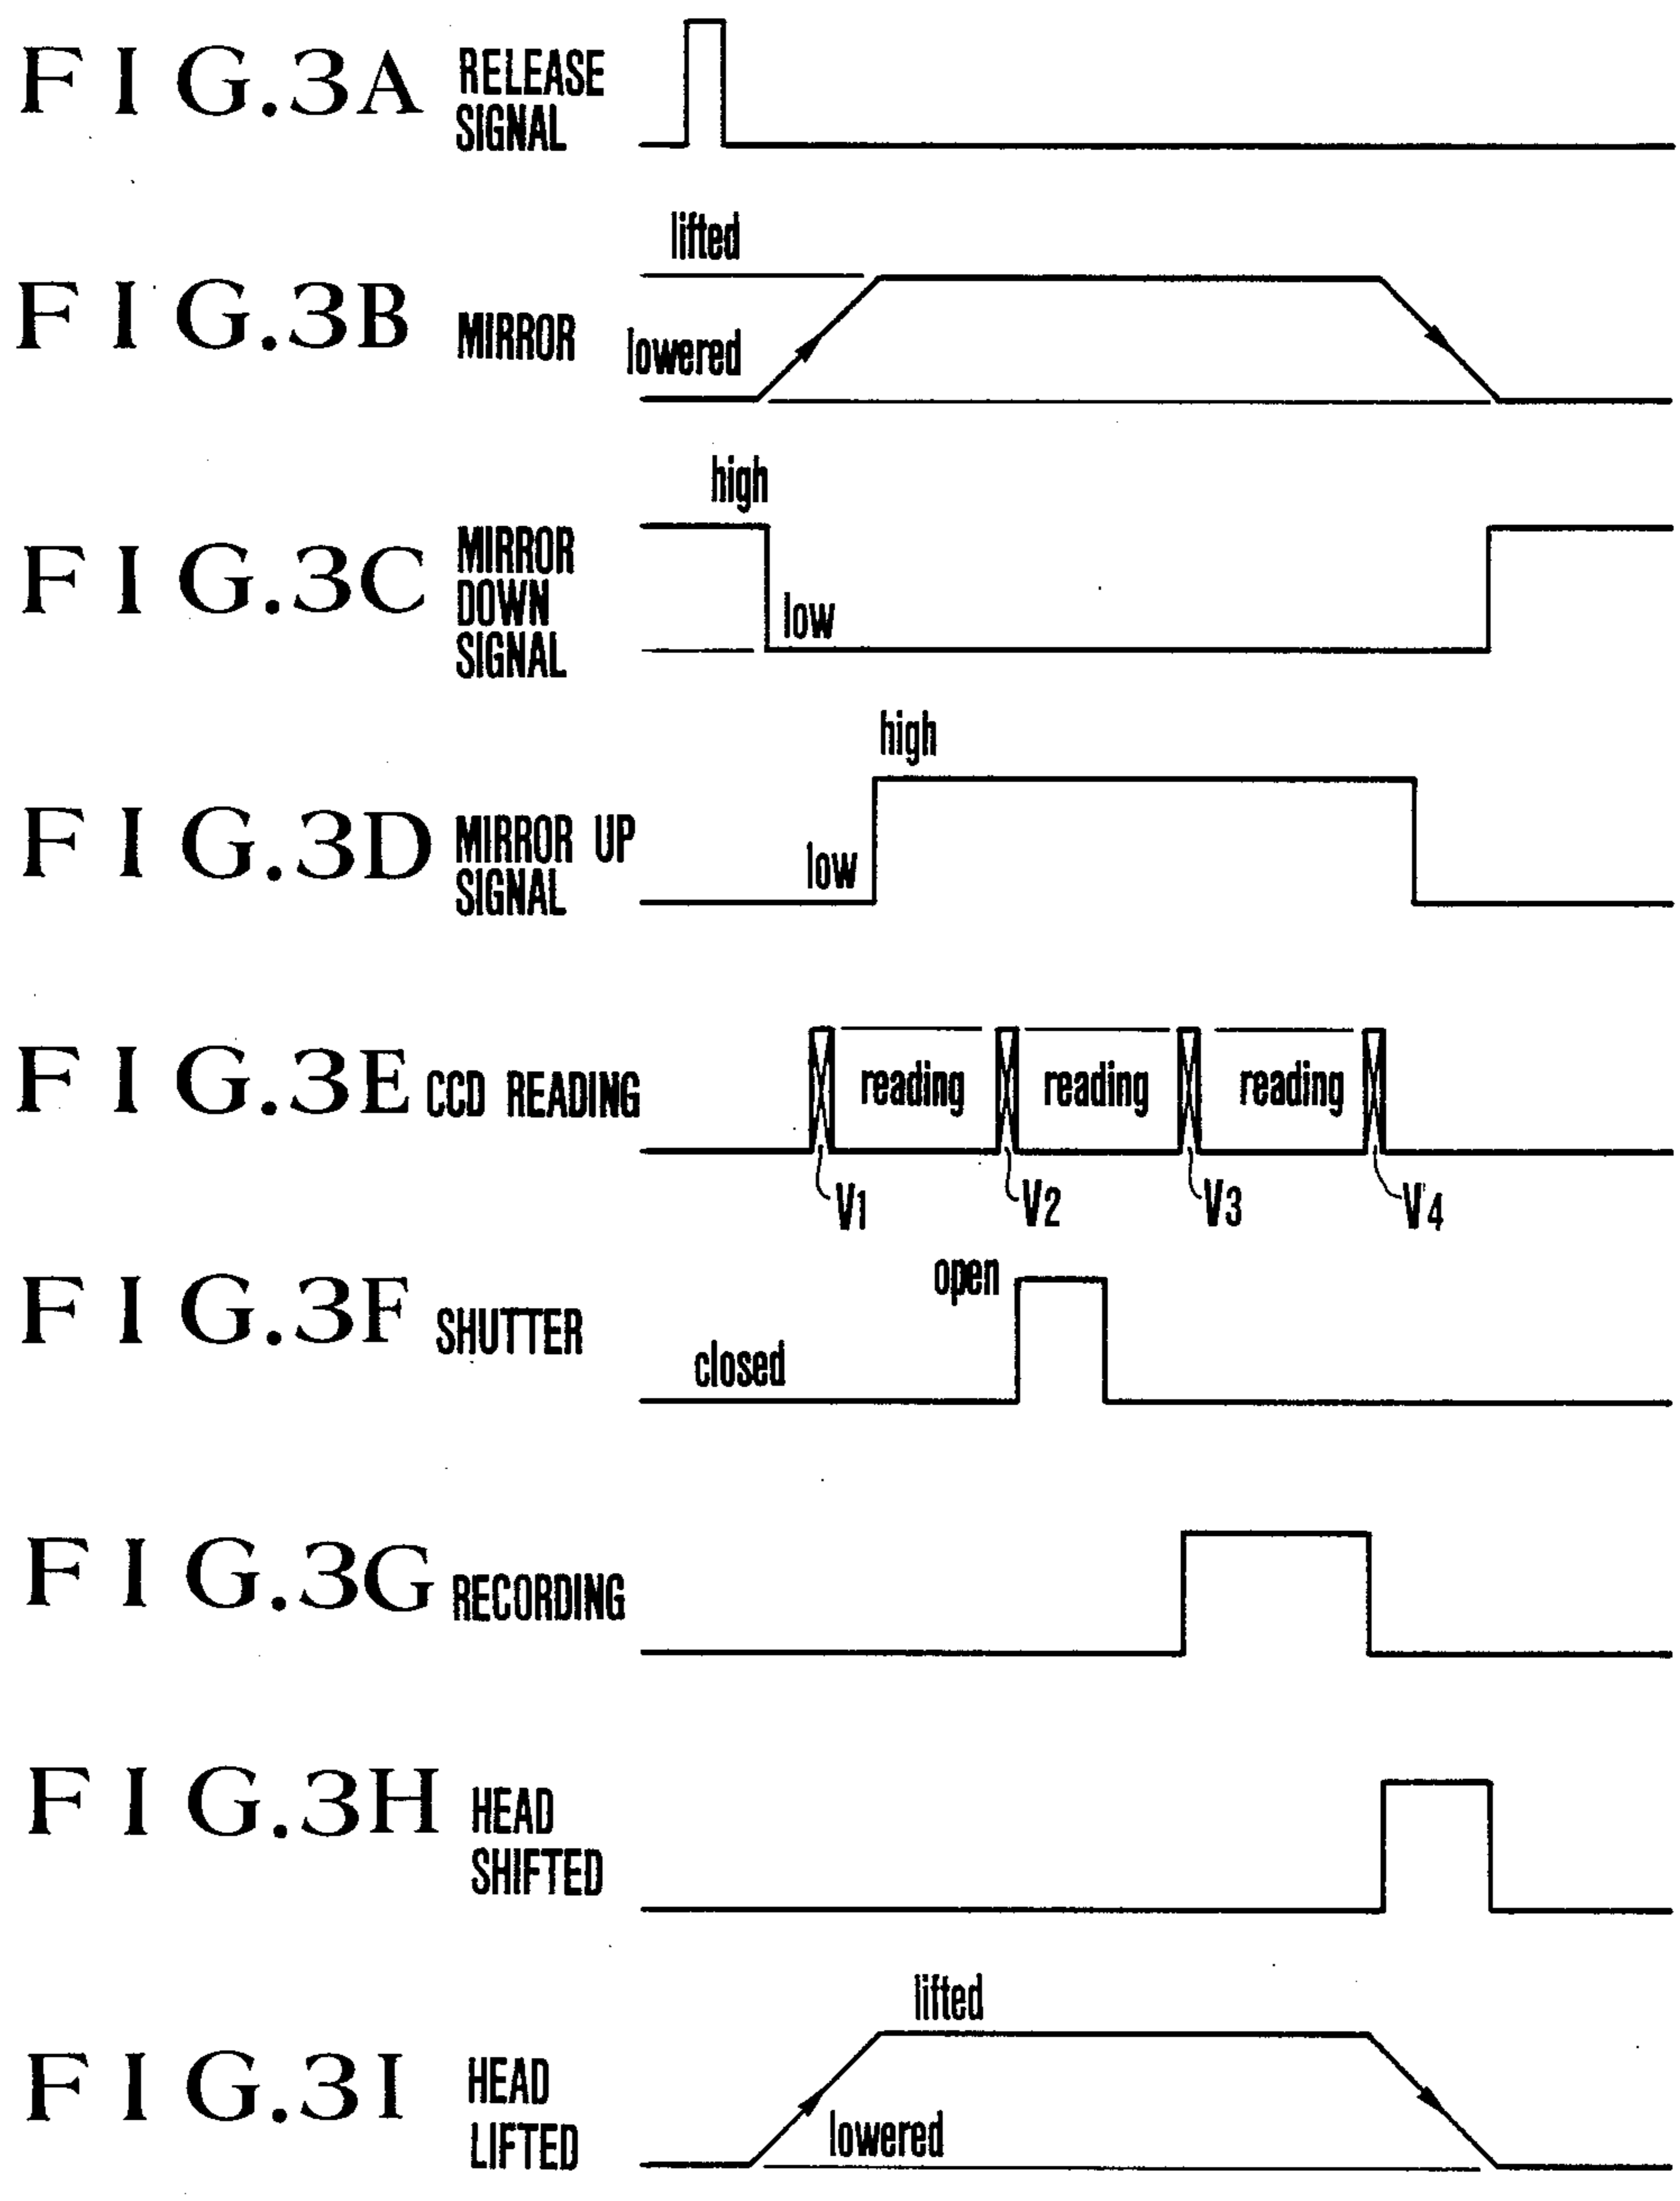 FIG.3A RELEASE
SIGNAL
lifted
FIG.3B MIRROR lowered
high
FIG.3C MIRROR
DOWN
SIGNAL
low
high
FIG.3D MIRROR UP
SIGNAL
low
FIG.3E CCD READING reading reading reading
V1 V2 V3 V4
open
FIG.3F SHUTTER
closed
FIG.3G RECORDING
FIG.3H HEAD
SHIFTED
lifted
FIG.3I HEAD
LIFTED
lowered